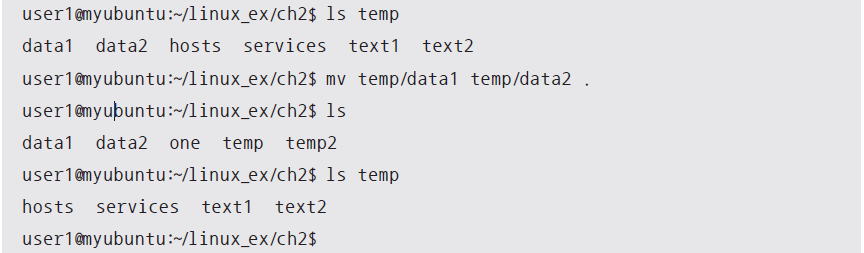 user1@myubuntu:~/linux_ex/ch2$ ls temp
data1  data2  hosts  services  text1  text2
user1@myubuntu:~/linux_ex/ch2$ mv temp/data1 temp/data2 .
user1@myubuntu:~/linux_ex/ch2$ ls
data1  data2  one  temp  temp2
user1@myubuntu:~/linux_ex/ch2$ ls temp
hosts  services  text1  text2
user1@myubuntu:~/linux_ex/ch2$